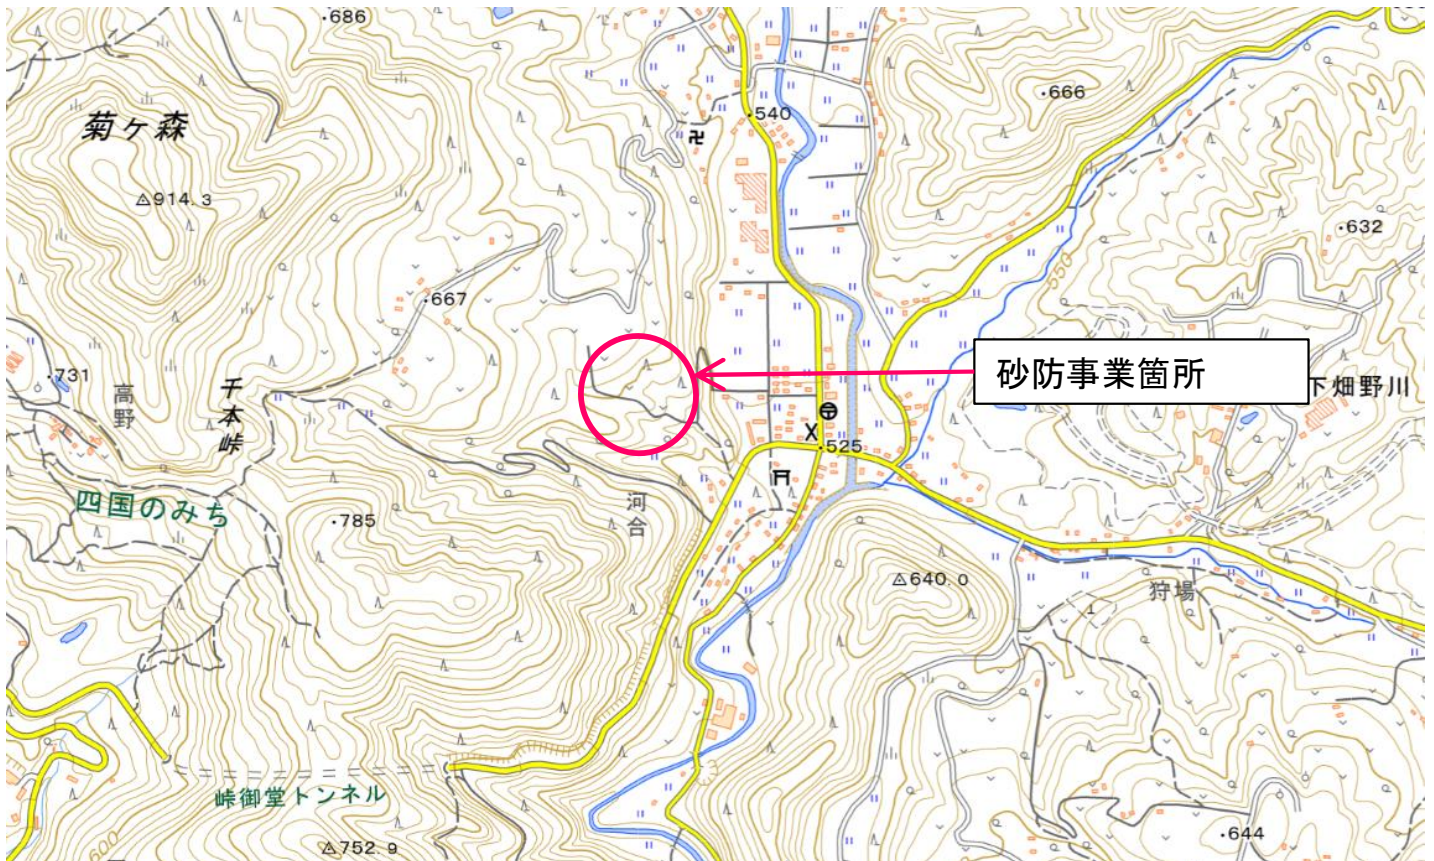 ・686
菊ヶ森
△914.3
・540
卍
・666
・632
550
・667
砂防事業箇所
・731
高野
千本峠
下畑野川
X
・525
四国のみち
河合
・785
△640.0
狩場
峠御堂トンネル
△752.9
600
・644